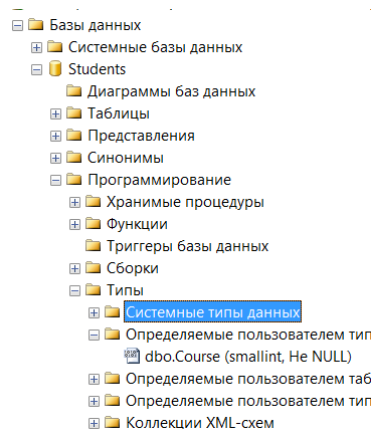 Базы данных
Системные базы данных
Students
Диаграммы баз данных
Таблицы
Представления
Синонимы
Программирование
Хранимые процедуры
Функции
Триггеры базы данных
Сборки
Типы
Системные типы данных
Определяемые пользователем тип
dbo.Course (smallint, Не NULL)
Определяемые пользователем таб
Определяемые пользователем тип
Коллекции XML-схем